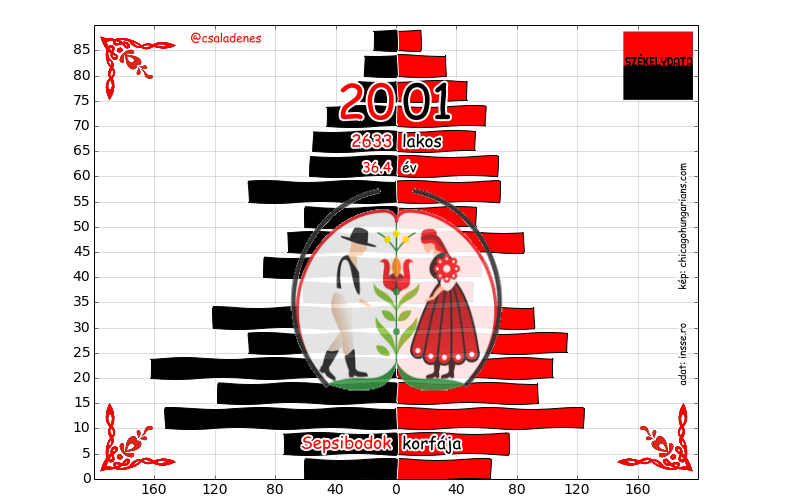 @csaladenes
SZÉKELYDATA
2001
2633 lakos
36.4 év
Sepsibodok korfája
kép: chicagohungarians.com
adat: insse.ro
85
80
75
70
65
60
55
50
45
40
35
30
25
20
15
10
5
0
160 120 80 40 0 40 80 120 160